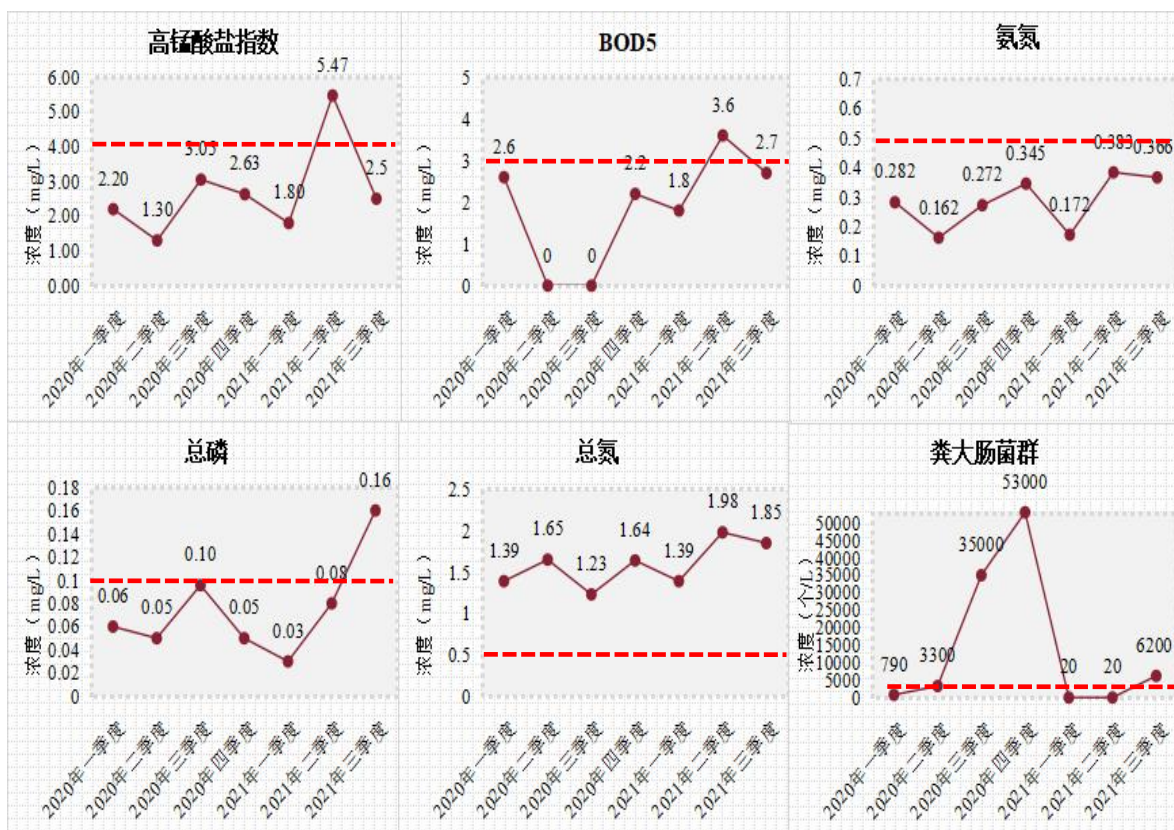 高锰酸盐指数
浓度（mg/L）
6.00
5.00
4.00
3.00
2.00
1.00
0.00
2.20
1.30
3.05
2.63
1.80
5.47
2.5
2020年一季度
2020年二季度
2020年三季度
2020年四季度
2021年一季度
2021年二季度
2021年三季度
BOD5
浓度（mg/L）
5
4
3
2
1
0
2.6
0
0
2.2
1.8
3.6
2.7
2020年一季度
2020年二季度
2020年三季度
2020年四季度
2021年一季度
2021年二季度
2021年三季度
氨氮
浓度（mg/L）
0.7
0.6
0.5
0.4
0.3
0.2
0.1
0
0.282
0.162
0.272
0.345
0.172
0.383
0.366
2020年一季度
2020年二季度
2020年三季度
2020年四季度
2021年一季度
2021年二季度
2021年三季度
总磷
浓度（mg/L）
0.18
0.16
0.14
0.12
0.1
0.08
0.06
0.04
0.02
0
0.06
0.05
0.10
0.05
0.03
0.08
0.16
2020年一季度
2020年二季度
2020年三季度
2020年四季度
2021年一季度
2021年二季度
2021年三季度
总氮
浓度（mg/L）
2.5
2
1.5
1
0.5
0
1.39
1.65
1.23
1.64
1.39
1.98
1.85
2020年一季度
2020年二季度
2020年三季度
2020年四季度
2021年一季度
2021年二季度
2021年三季度
粪大肠菌群
浓度（个/L）
50000
45000
40000
35000
30000
25000
20000
15000
10000
5000
0
790
3300
35000
53000
20
20
6200
2020年一季度
2020年二季度
2020年三季度
2020年四季度
2021年一季度
2021年二季度
2021年三季度